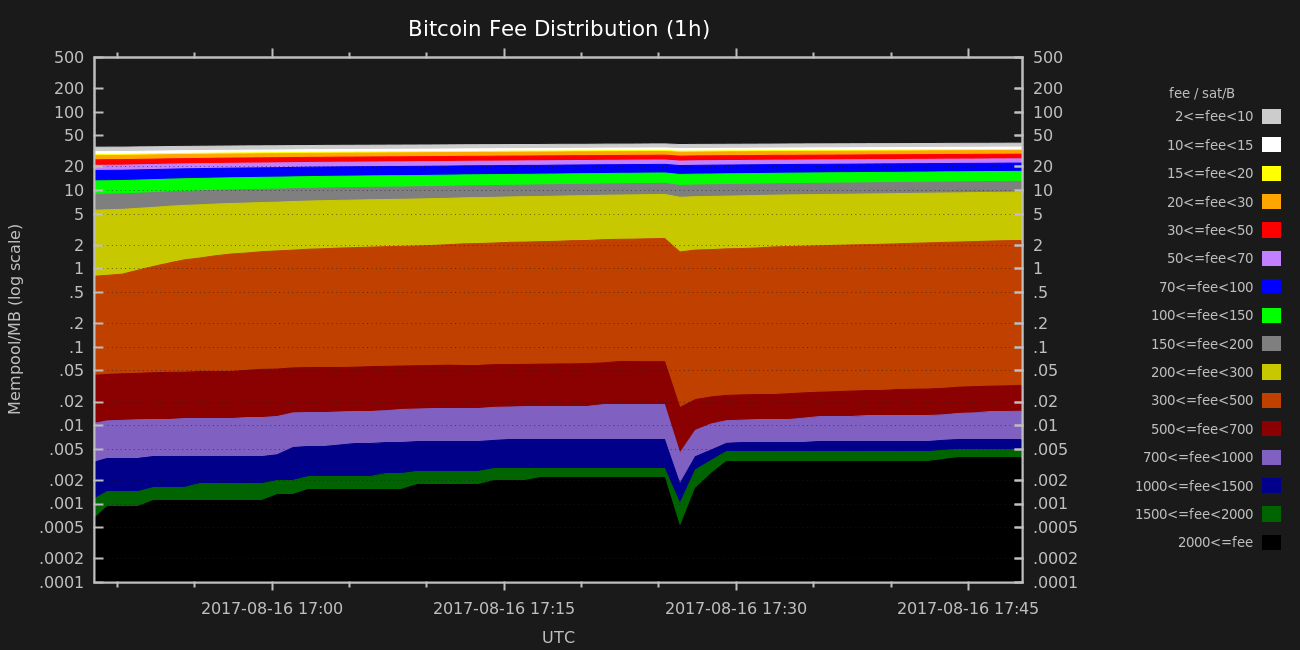 Bitcoin Fee Distribution (1h)
500
200
100
50
20
10
5
2
1
.5
.2
.1
.05
.02
.01
.005
.002
.001
.0005
.0002
.0001
Mempool/MB (log scale)
500
200
100
50
20
10
5
2
1
.5
.2
.1
.05
.02
.01
.005
.002
.001
.0005
.0002
.0001
2017-08-16 17:00
2017-08-16 17:15
2017-08-16 17:30
2017-08-16 17:45
UTC
fee / sat/B
2<=fee<10
10<=fee<15
15<=fee<20
20<=fee<30
30<=fee<50
50<=fee<70
70<=fee<100
100<=fee<150
150<=fee<200
200<=fee<300
300<=fee<500
500<=fee<700
700<=fee<1000
1000<=fee<1500
1500<=fee<2000
2000<=fee